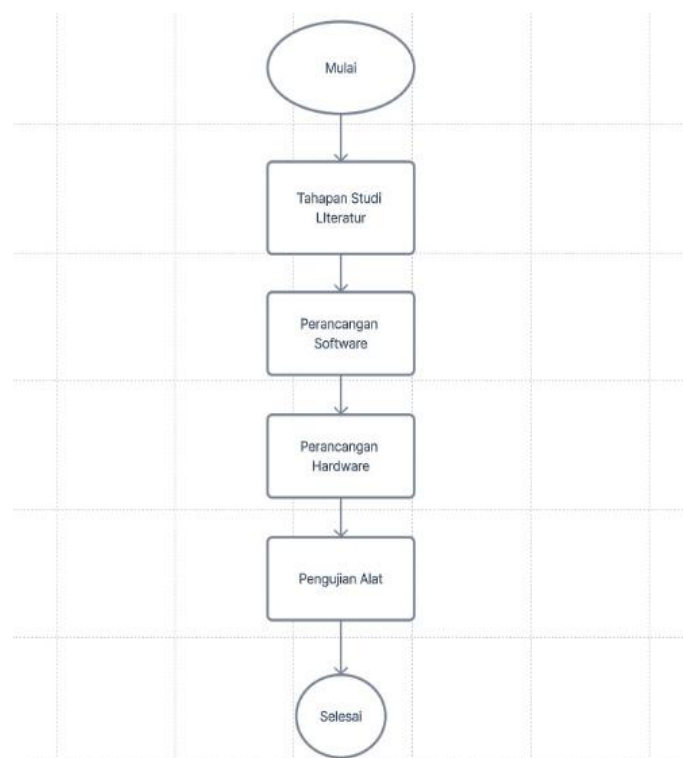 Mulai
Tahapan Studi
LIteratur
Perancangan
Software
Perancangan
Hardware
Pengujian Alat
Selesai